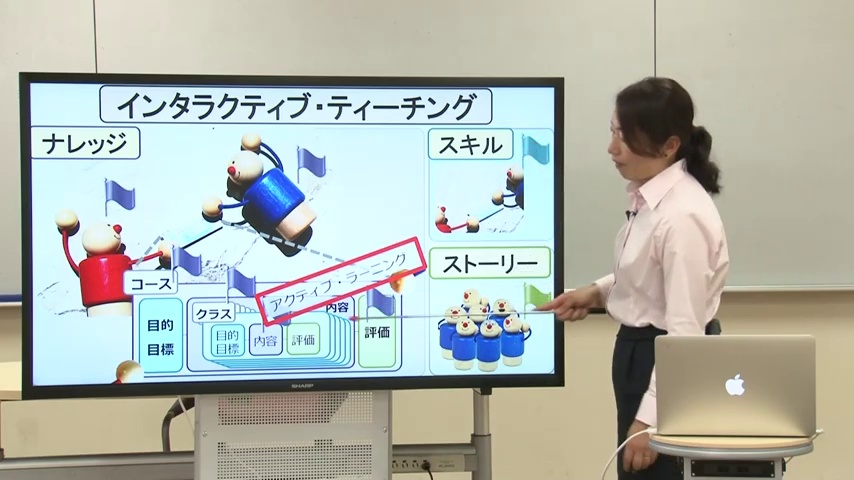 インタラクティブ・ティーチング
ナレッジ
スキル
ストーリー
コース
アクティブ・ラーニング
クラス
内容
目的
目標
目的
目標
内容
評価
評価
SHARP